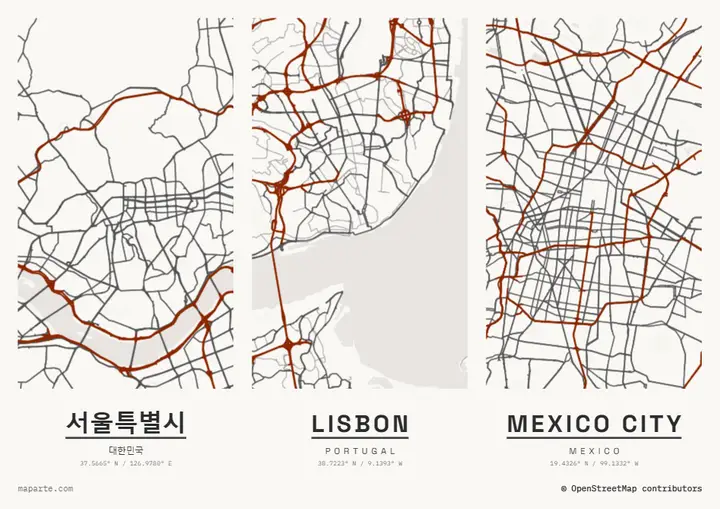 서울특별시
대한민국
37.5665° N / 126.9780° E
LISBON
PORTUGAL
38.7223° N / 9.1393° W
MEXICO CITY
MEXICO
19.4326° N / 99.1332° W
maparte.com
© OpenStreetMap contributors